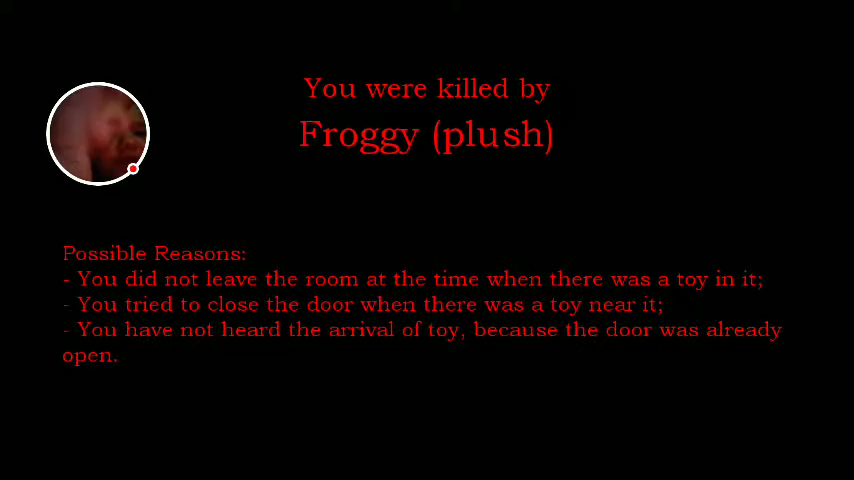 You were killed by
Froggy (plush)
Possible Reasons:
- You did not leave the room at the time when there was a toy in it;
- You tried to close the door when there was a toy near it;
- You have not heard the arrival of toy, because the door was already
open.